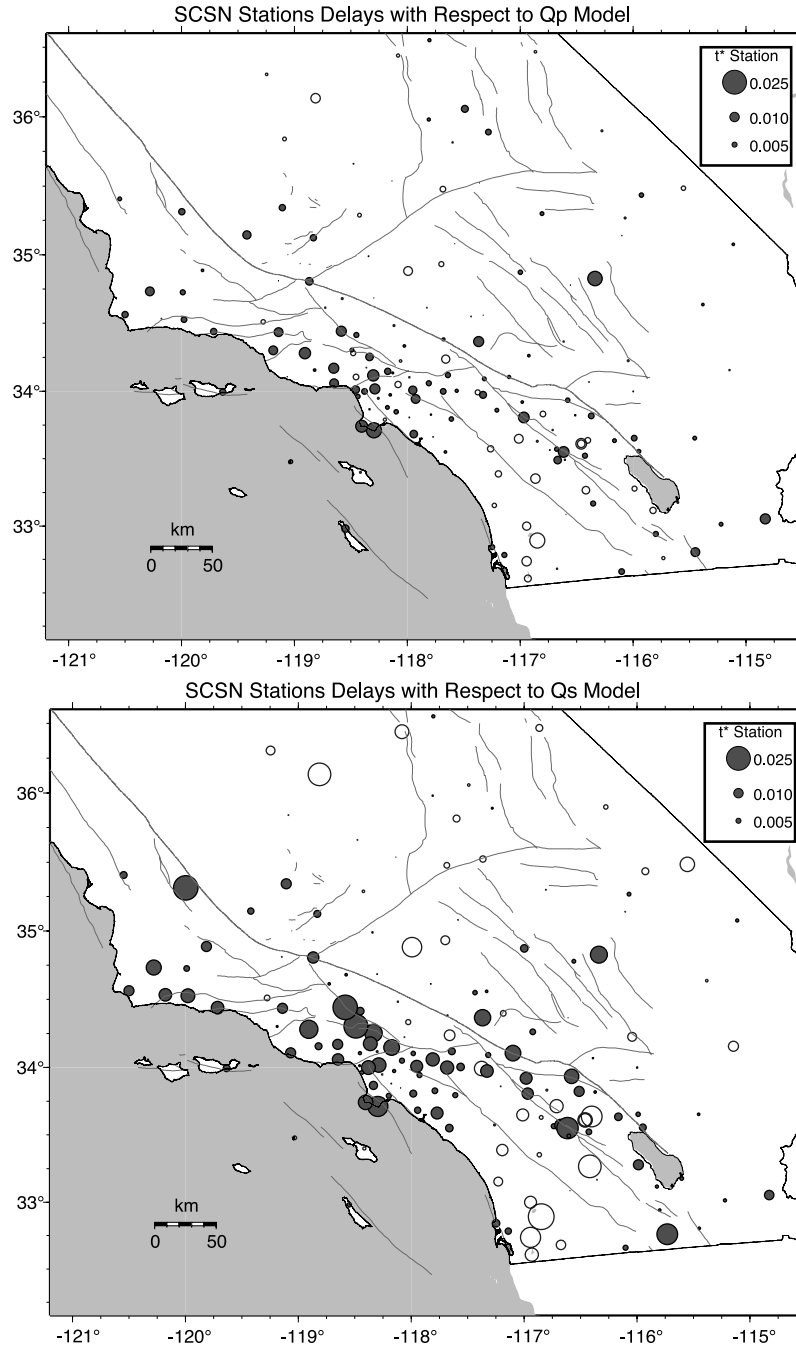 SCSN Stations Delays with Respect to Qp Model
t* Station
0.025
0.010
0.005
36°
35°
34°
33°
km
0 50
-121° -120° -119° -118° -117° -116° -115°
SCSN Stations Delays with Respect to Qs Model
t* Station
0.025
0.010
0.005
36°
35°
34°
33°
km
0 50
-121° -120° -119° -118° -117° -116° -115°